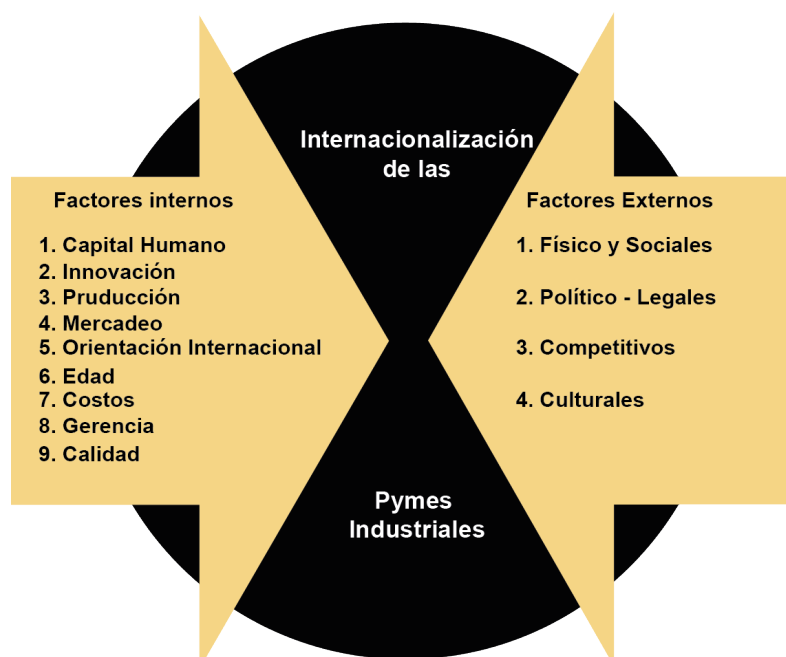 Internacionalización
de las
Factores internos
1. Capital Humano
2. Innovación
3. Pruducción
4. Mercadeo
5. Orientación Internacional
6. Edad
7. Costos
8. Gerencia
9. Calidad
Factores Externos
1. Físico y Sociales
2. Político - Legales
3. Competitivos
4. Culturales
Pymes
Industriales